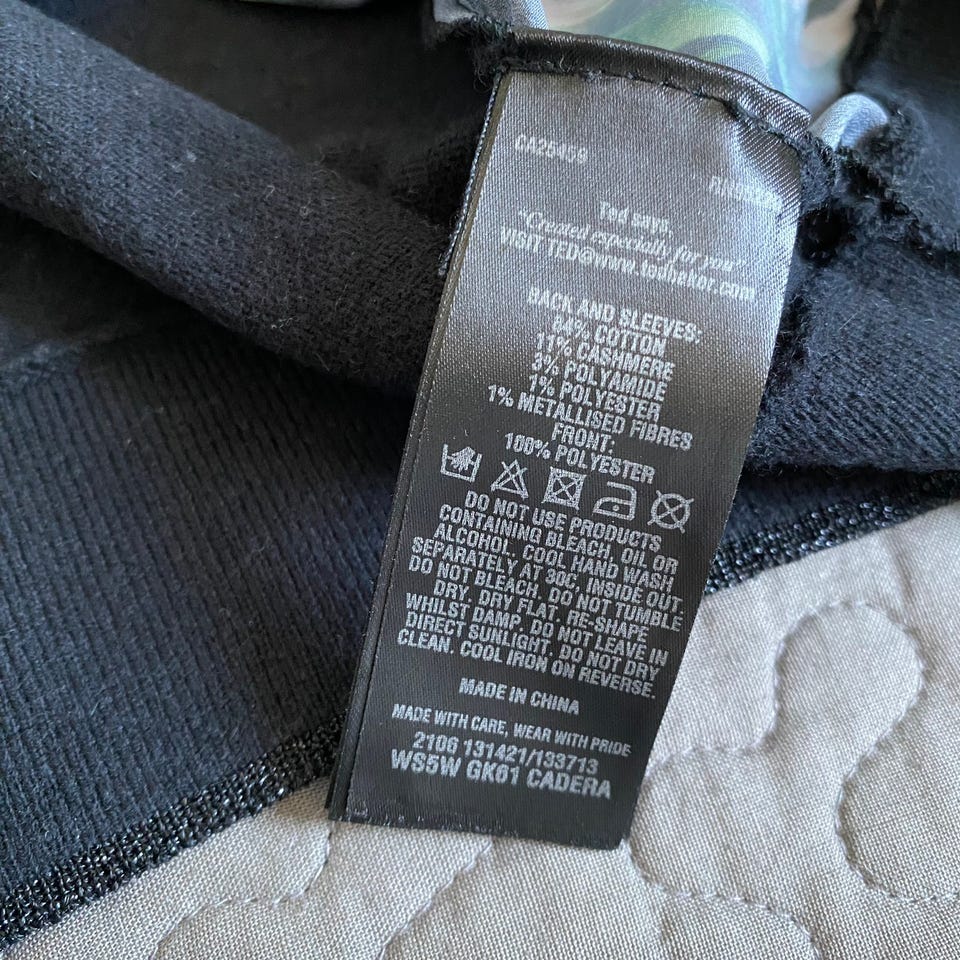 CA25459
Ted says,
"Created especially for you"
VISIT TED@www.tedbaker.com
BACK AND SLEEVES:
84% COTTON
11% CASHMERE
3% POLYAMIDE
1% POLYESTER
1% METALLISED FIBRES
FRONT:
100% POLYESTER
DO NOT USE PRODUCTS
CONTAINING BLEACH, OIL OR
ALCOHOL. COOL HAND WASH
SEPARATELY AT 30C, INSIDE OUT.
DO NOT BLEACH. DO NOT TUMBLE
DRY. DRY FLAT. RE-SHAPE
WHILST DAMP. DO NOT LEAVE IN
DIRECT SUNLIGHT. DO NOT DRY
CLEAN. COOL IRON ON REVERSE.
MADE IN CHINA
MADE WITH CARE, WEAR WITH PRIDE
2106 131421/133713
WS5W GK61 CADERA